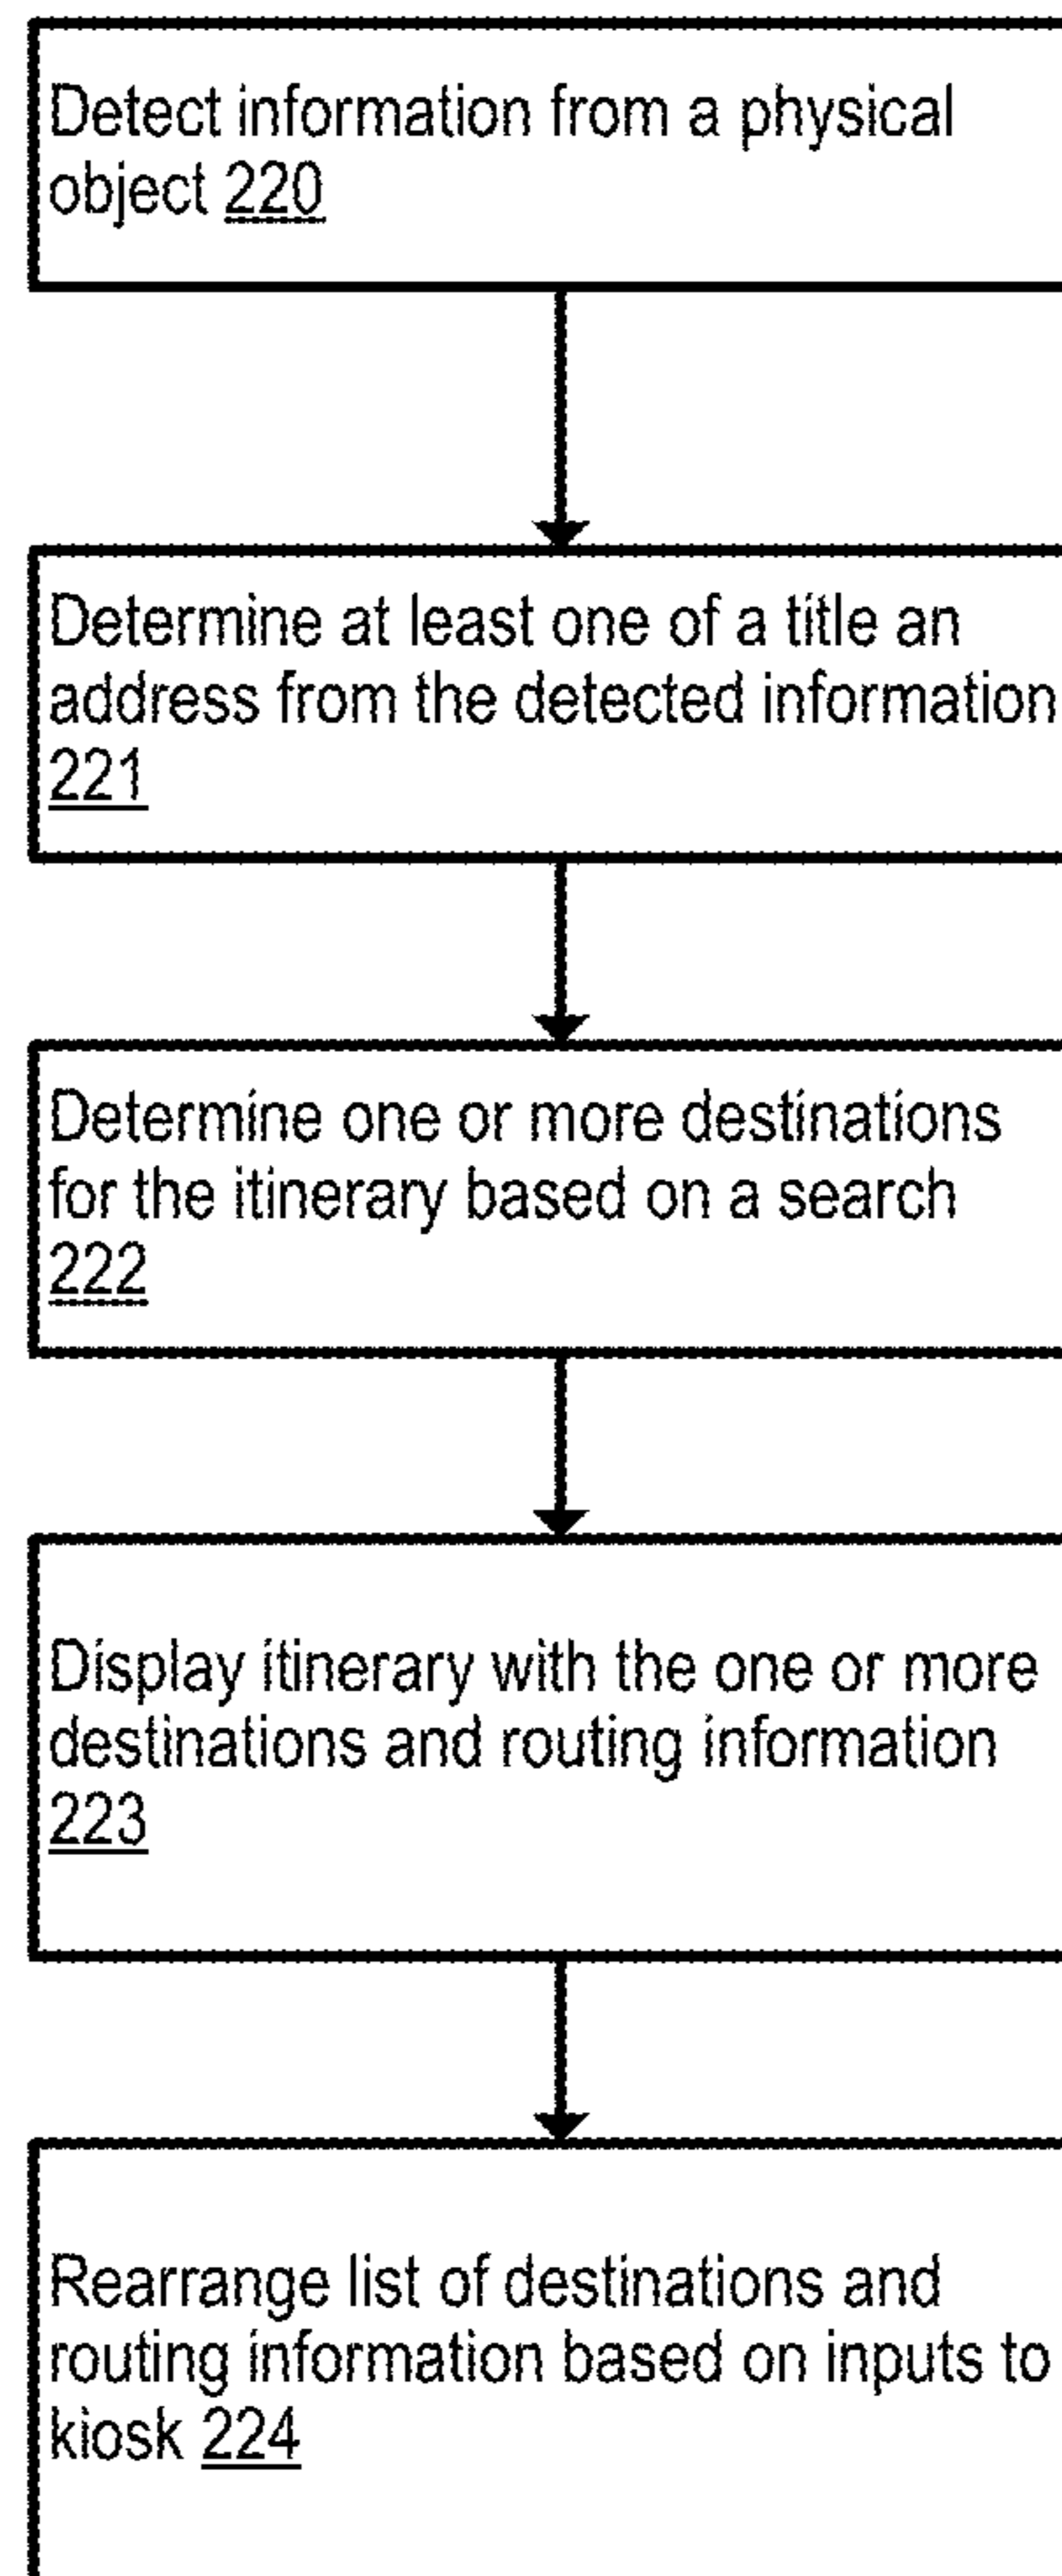 Detect information from a physical
object 220
Determine at least one of a title an
address from the detected information
221
Determine one or more destinations
for the itinerary based on a search
222
Display itinerary with the one or more
destinations and routing information
223
Rearrange list of destinations and
routing information based on inputs to
kiosk 224